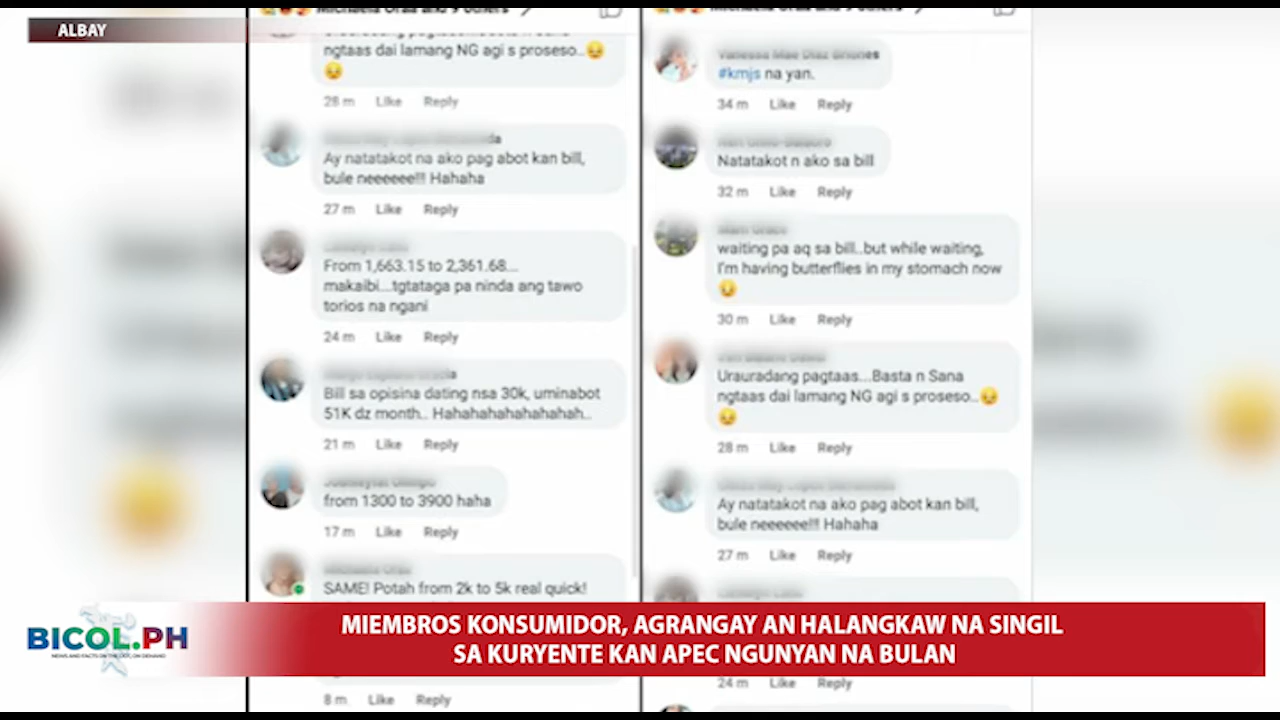 ALBAY
ngtaas dai lamang NG agi s proseso..😣
😣
28 m Like Reply
Ay natatakot na ako pag abot kan bill,
bule neeeeee!!! Hahaha
27 m Like Reply
From 1,663.15 to 2,361.68...
makaibi...tgtataga pa ninda ang tawo
torios na ngani
24 m Like Reply
Bill sa opisina dating nsa 30k, uminabot
51K dz month.. Hahahahahahahahah..
21 m Like Reply
from 1300 to 3900 haha
17 m Like Reply
SAME! Potah from 2k to 5k real quick!
8 m Like Reply
#kmjs na yan.
34 m Like Reply
Natatakot n ako sa bill
32 m Like Reply
waiting pa aq sa bill..but while waiting,
I'm having butterflies in my stomach now
😣
30 m Like Reply
Urauradang pagtaas...Basta n Sana
ngtaas dai lamang NG agi s proseso..😣
😣
28 m Like Reply
Ay natatakot na ako pag abot kan bill,
bule neeeeee!!! Hahaha
27 m Like Reply
24 m Like Reply
BICOL.PH
MIEMBROS KONSUMIDOR, AGRANGAY AN HALANGKAW NA SINGIL
SA KURYENTE KAN APEC NGUNYAN NA BULAN